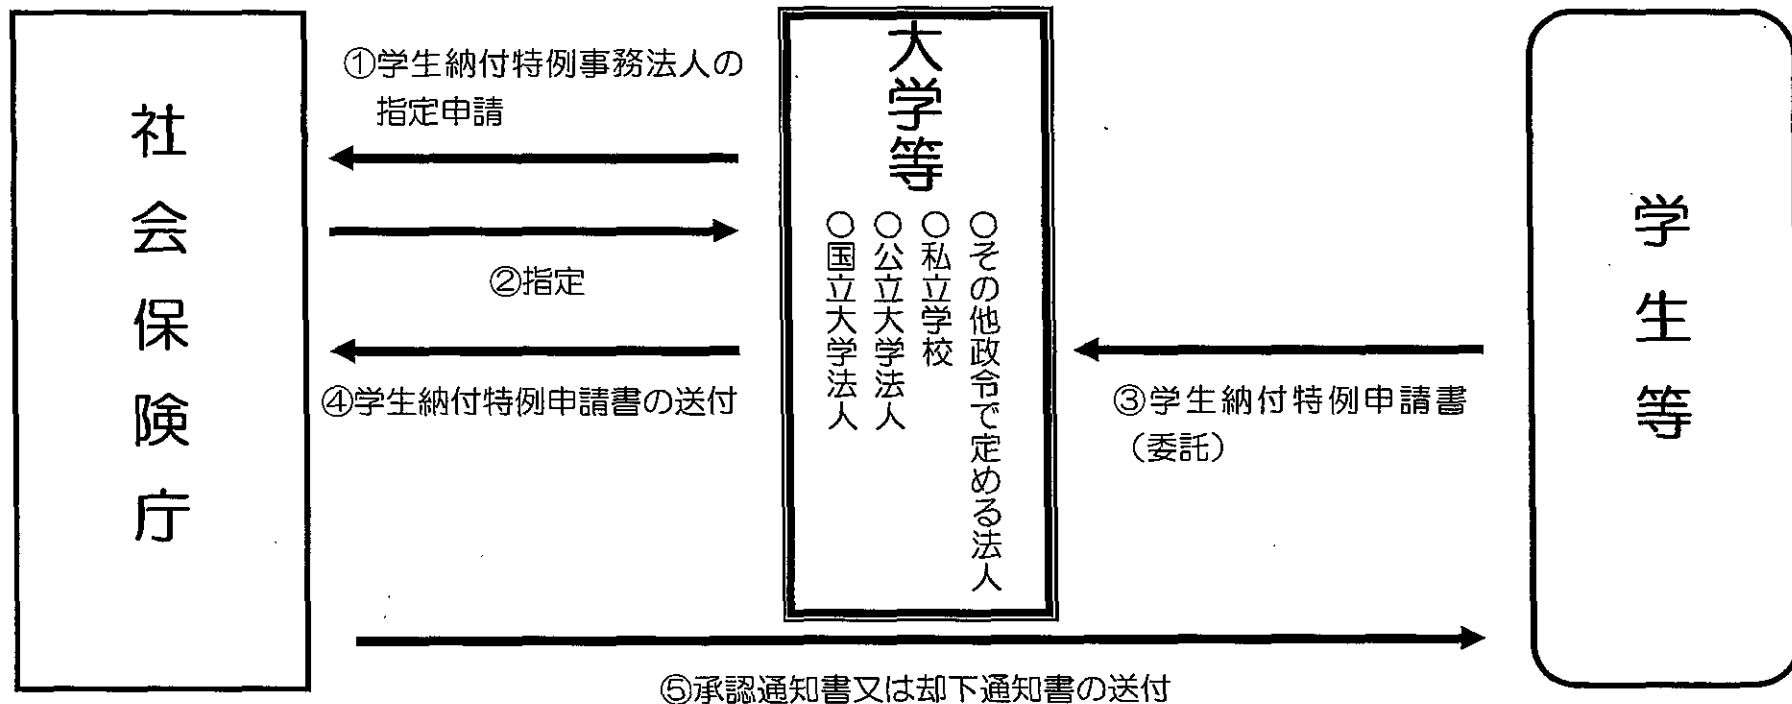 社会保険庁
①学生納付特例事務法人の
指定申請
②指定
④学生納付特例申請書の送付
大学等
○その他政令で定める法人
○私立学校
○公立大学法人
○国立大学法人
③学生納付特例申請書
（委託）
学生等
⑤承認通知書又は却下通知書の送付